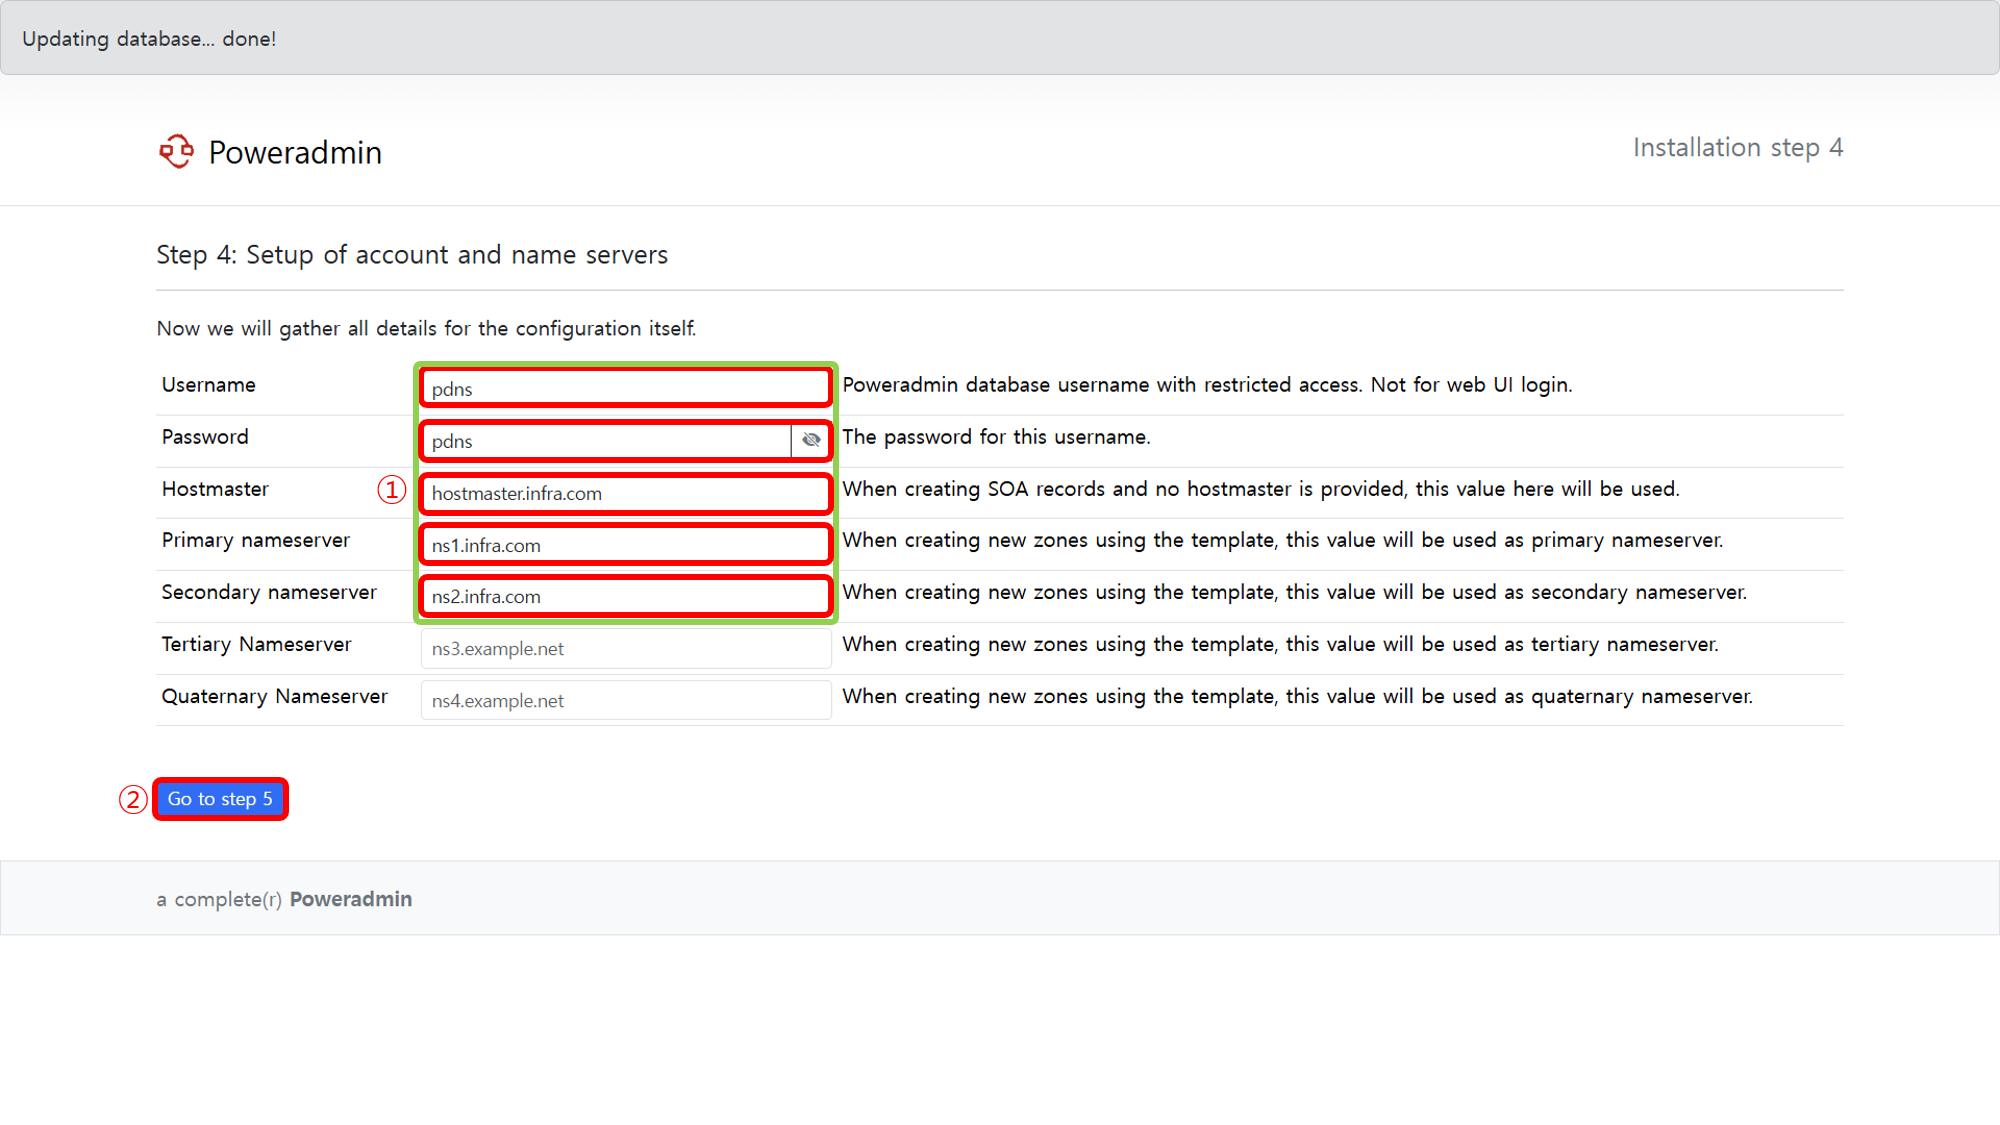 Updating database... done!
Poweradmin
Installation step 4
Step 4: Setup of account and name servers
Now we will gather all details for the configuration itself.
Username pdns Poweradmin database username with restricted access. Not for web UI login.
Password pdns The password for this username.
① Hostmaster hostmaster.infra.com When creating SOA records and no hostmaster is provided, this value here will be used.
Primary nameserver ns1.infra.com When creating new zones using the template, this value will be used as primary nameserver.
Secondary nameserver ns2.infra.com When creating new zones using the template, this value will be used as secondary nameserver.
Tertiary Nameserver ns3.example.net When creating new zones using the template, this value will be used as tertiary nameserver.
Quaternary Nameserver ns4.example.net When creating new zones using the template, this value will be used as quaternary nameserver.
② Go to step 5
a complete(r) Poweradmin